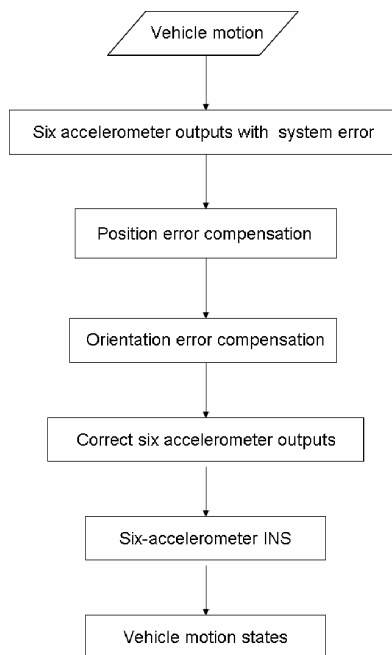 Vehicle motion
Six accelerometer outputs with system error
Position error compensation
Orientation error compensation
Correct six accelerometer outputs
Six-accelerometer INS
Vehicle motion states